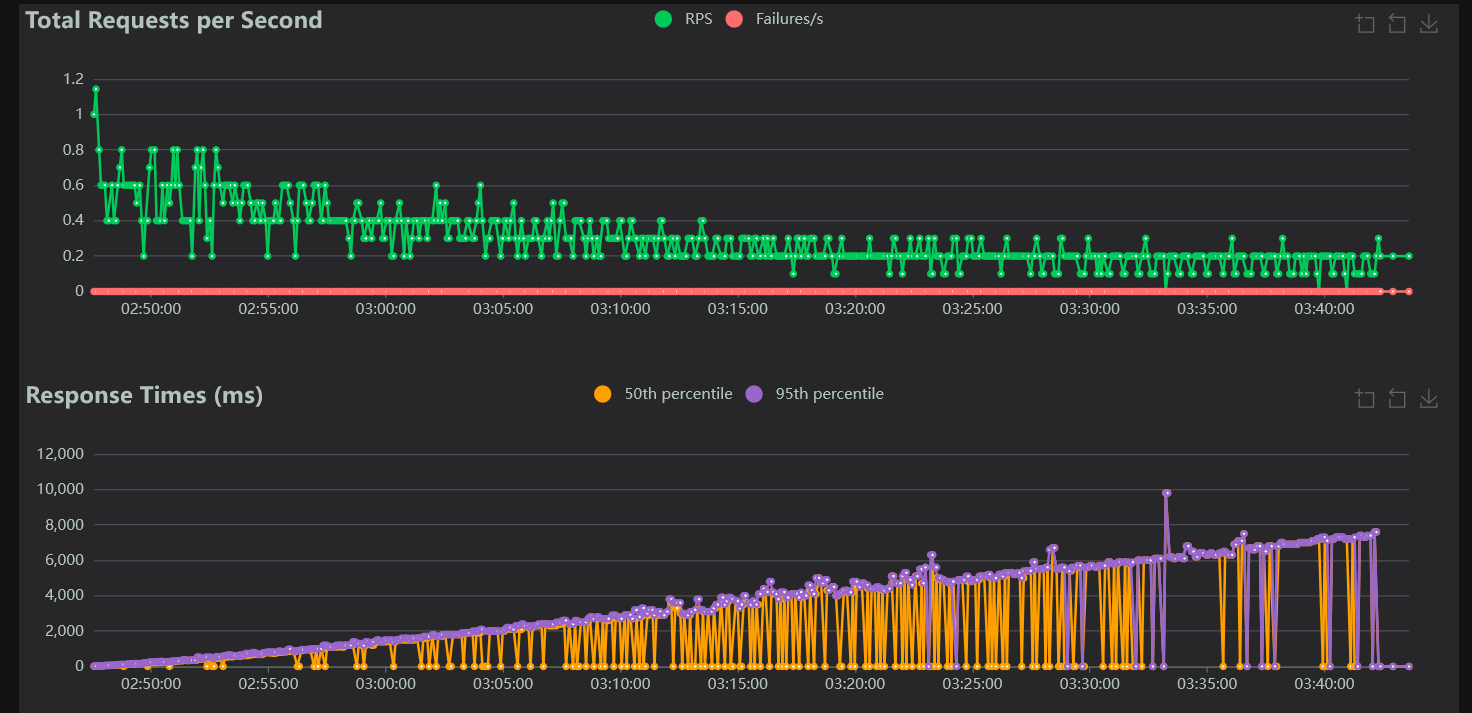 Total Requests per Second
RPS Failures/s
1.2
1
0.8
0.6
0.4
0.2
0
02:50:00 02:55:00 03:00:00 03:05:00 03:10:00 03:15:00 03:20:00 03:25:00 03:30:00 03:35:00 03:40:00
Response Times (ms)
50th percentile 95th percentile
12,000
10,000
8,000
6,000
4,000
2,000
0
02:50:00 02:55:00 03:00:00 03:05:00 03:10:00 03:15:00 03:20:00 03:25:00 03:30:00 03:35:00 03:40:00